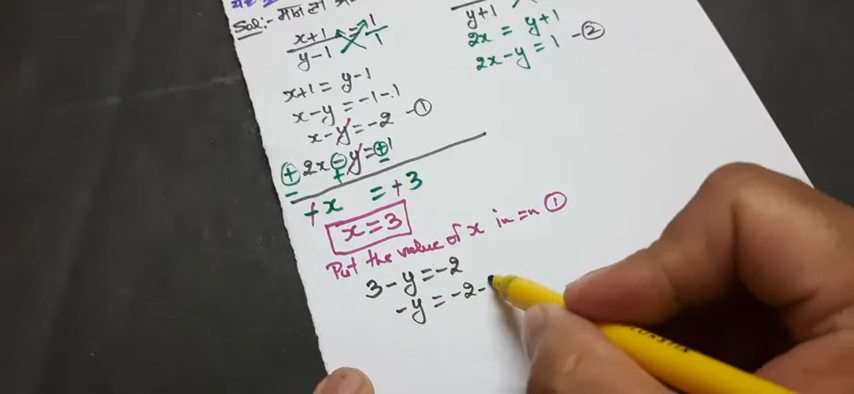 Sol:- मान लो
x+1/y-1 = 1/1
x+1 = y-1
x-y = -1-1
x-y = -2 -①
2x-y = +1
+x = +3
x = 3
Put the value of x in =n ①
3-y = -2
-y = -2-
y+1
2x = y+1
2x-y = 1 -②